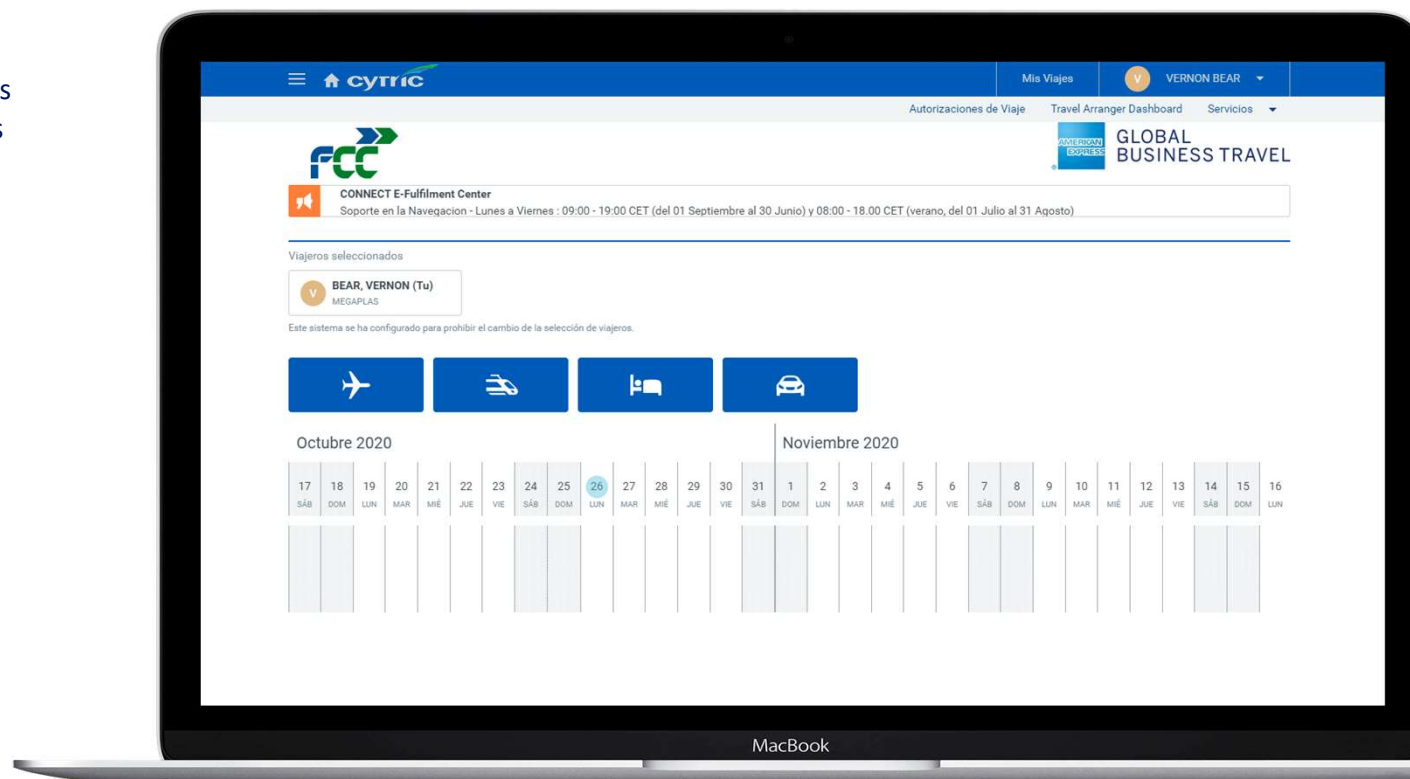 s
s
cytric
Mis Viajes
V VERNON BEAR
Autorizaciones de Viaje Travel Arranger Dashboard Servicios
FCC
AMERICAN EXPRESS
GLOBAL
BUSINESS TRAVEL
CONNECT E-Fulfilment Center
Soporte en la Navegacion - Lunes a Viernes : 09:00 - 19:00 CET (del 01 Septiembre al 30 Junio) y 08:00 - 18.00 CET (verano, del 01 Julio al 31 Agosto)
Viajeros seleccionados
V
BEAR, VERNON (Tu)
MEGAPLAS
Este sistema se ha configurado para prohibir el cambio de la selección de viajeros.
Octubre 2020 Noviembre 2020
17 18 19 20 21 22 23 24 25 26 27 28 29 30 31 1 2 3 4 5 6 7 8 9 10 11 12 13 14 15 16
SÁB DOM LUN MAR MIÉ JUE VIE SÁB DOM LUN MAR MIÉ JUE VIE SÁB DOM LUN MAR MIÉ JUE VIE SÁB DOM LUN MAR MIÉ JUE VIE SÁB DOM LUN
MacBook